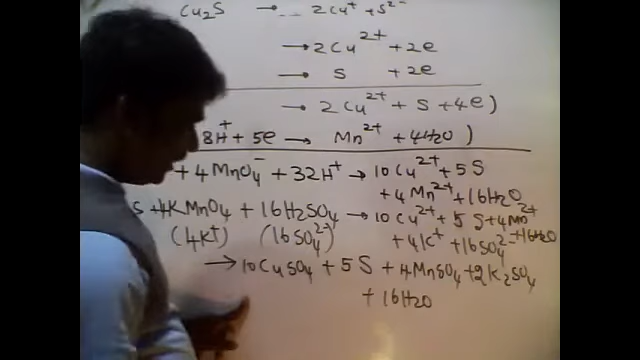 Cu2S → 2Cu⁺ + S²⁻
→ 2Cu²⁺ + 2e
→ S + 2e
→ 2Cu²⁺ + S + 4e)
8H⁺ + 5e → Mn²⁺ + 4H2O )
+ 4MnO4⁻ + 32H⁺ → 10Cu²⁺ + 5S
+ 4Mn²⁺ + 16H2O
S + 4KMnO4 + 16H2SO4 → 10Cu²⁺ + 5S + 4Mn²⁺
(4K⁺) (16SO4²⁻) + 4K⁺ + 16SO4²⁻ + 16H2O
→ 10CuSO4 + 5S + 4MnSO4 + 2K2SO4
+ 16H2O